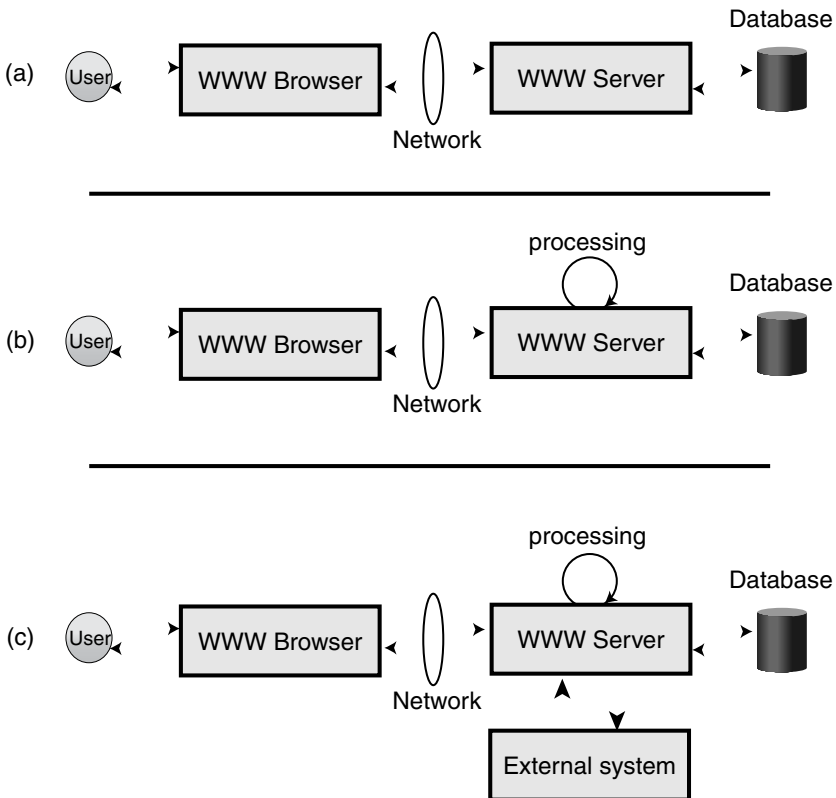 Database
(a)
User
WWW Browser
WWW Server
Network
processing
Database
(b)
User
WWW Browser
WWW Server
Network
processing
Database
(c)
User
WWW Browser
WWW Server
Network
External system